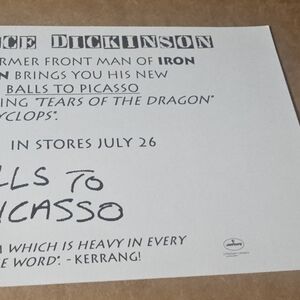 CE DICKINSON
RMER FRONT MAN OF IRON
N BRINGS YOU HIS NEW
BALLS TO PICASSO
ING "TEARS OF THE DRAGON"
YCLOPS".
IN STORES JULY 26
LLS TO
ICASSO
WHICH IS HEAVY IN EVERY
E WORD". - KERRANG!